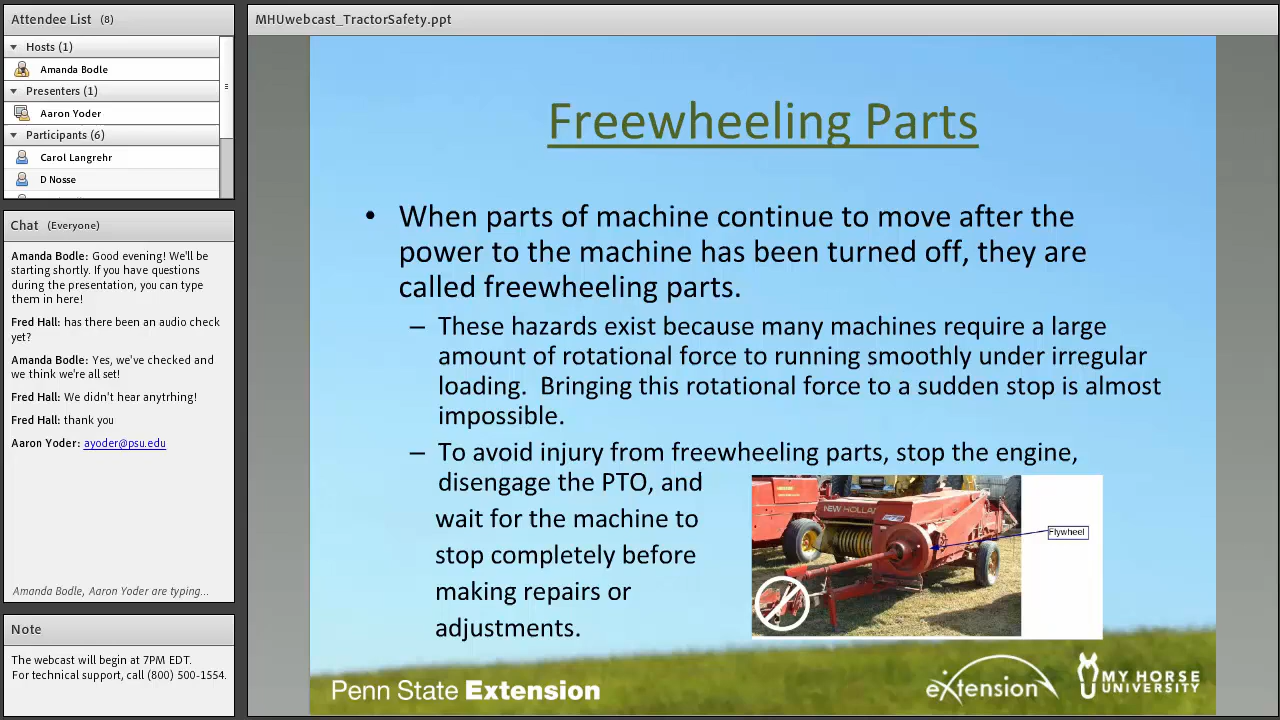 Attendee List (8)
Hosts (1)
Amanda Bodle
Presenters (1)
Aaron Yoder
Participants (6)
Carol Langrehr
D Nosse
Chat (Everyone)
Amanda Bodle: Good evening! We'll be
starting shortly. If you have questions
during the presentation, you can type
them in here!
Fred Hall: has there been an audio check
yet?
Amanda Bodle: Yes, we've checked and
we think we're all set!
Fred Hall: We didn't hear anytrhing!
Fred Hall: thank you
Aaron Yoder: ayoder@psu.edu
Amanda Bodle, Aaron Yoder are typing...
Note
The webcast will begin at 7PM EDT.
For technical support, call (800) 500-1554.
MHUwebcast_TractorSafety.ppt
Freewheeling Parts
• When parts of machine continue to move after the
power to the machine has been turned off, they are
called freewheeling parts.
– These hazards exist because many machines require a large
amount of rotational force to running smoothly under irregular
loading. Bringing this rotational force to a sudden stop is almost
impossible.
– To avoid injury from freewheeling parts, stop the engine,
disengage the PTO, and
wait for the machine to
stop completely before
making repairs or
adjustments.
NEW HOLLAND
Flywheel
Penn State Extension
eXtension
MY HORSE
UNIVERSITY